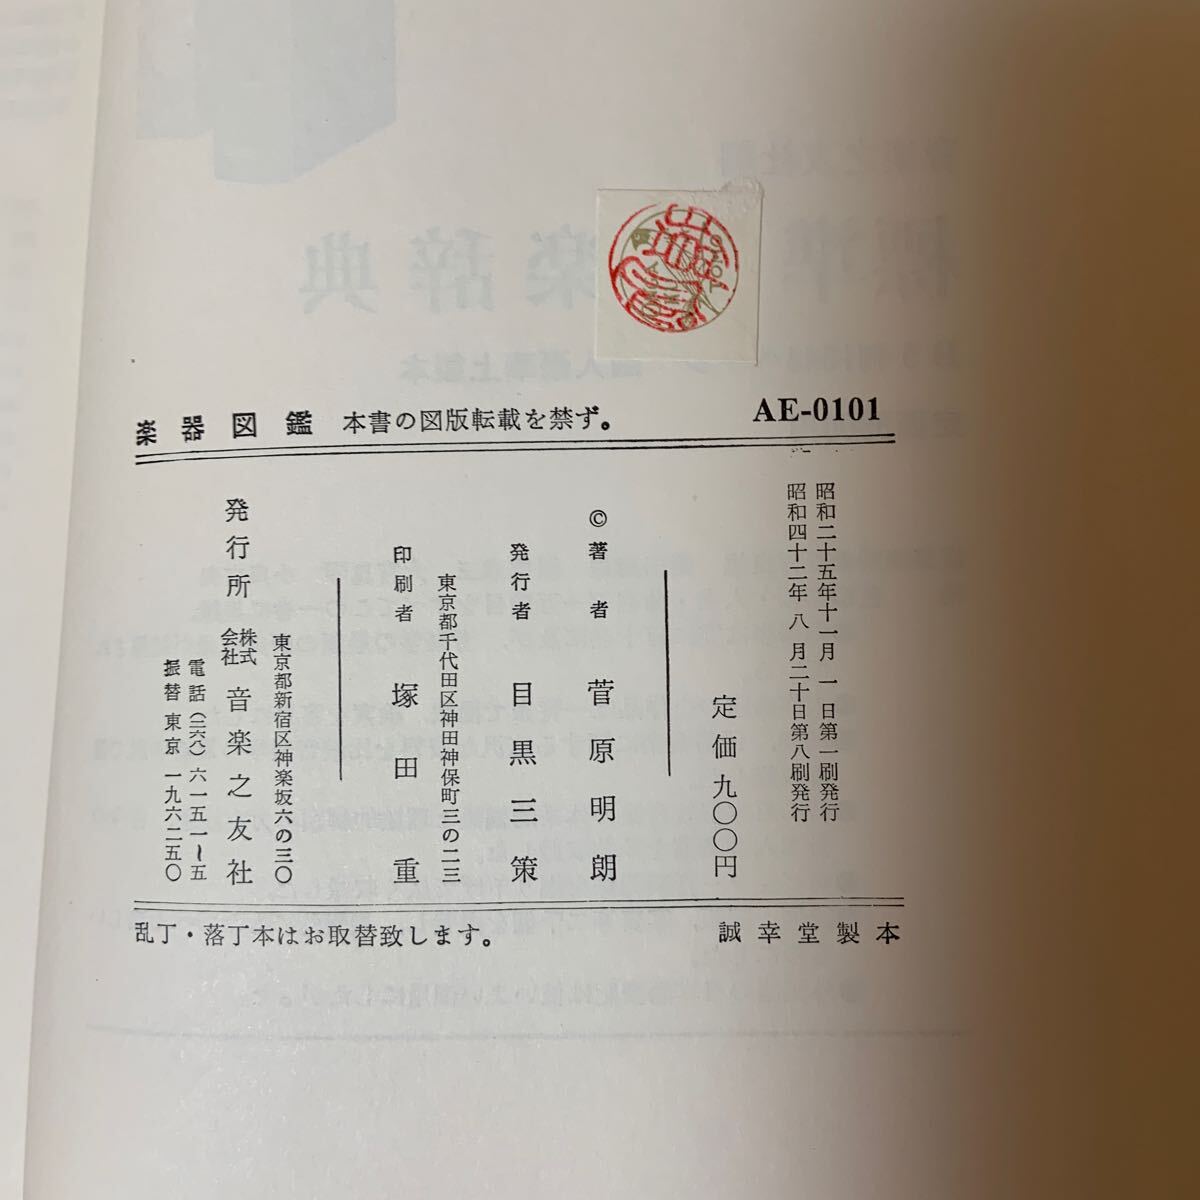 楽器図鑑 本書の図版転載を禁ず。 AE-0101
昭和二十五年十一月一日第一刷発行
昭和四十二年八月二十日第八刷発行
定価九〇〇円
©著者 菅原明朗
発行者 目黒三策
東京都千代田区神田神保町三の二三
印刷者 塚田重
東京都新宿区神楽坂六の三〇
発行所 株式会社 音楽之友社
電話(二六八)六一五一〜五
振替東京一九六二五〇
乱丁・落丁本はお取替致します。 誠幸堂製本